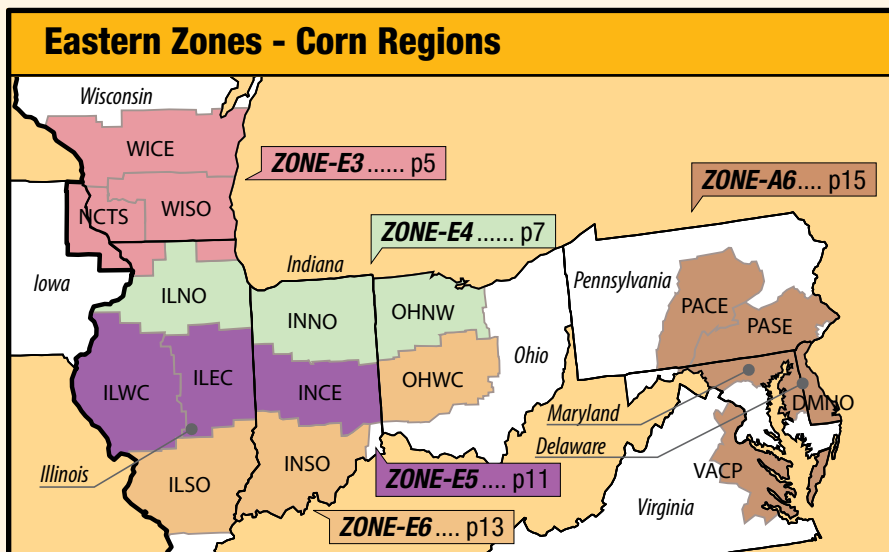 Eastern Zones - Corn Regions
Wisconsin
WICE
ZONE-E3 ...... p5
ZONE-A6 .... p15
NCTS
WISO
ZONE-E4 ...... p7
Indiana
Iowa
Pennsylvania
ILNO
PACE
INNO
OHNW
PASE
Ohio
ILWC
ILEC
INCE
OHWC
Maryland
DMNO
Delaware
Illinois
INSO
VACP
ZONE-E5 .... p11
ILSO
Virginia
ZONE-E6 .... p13